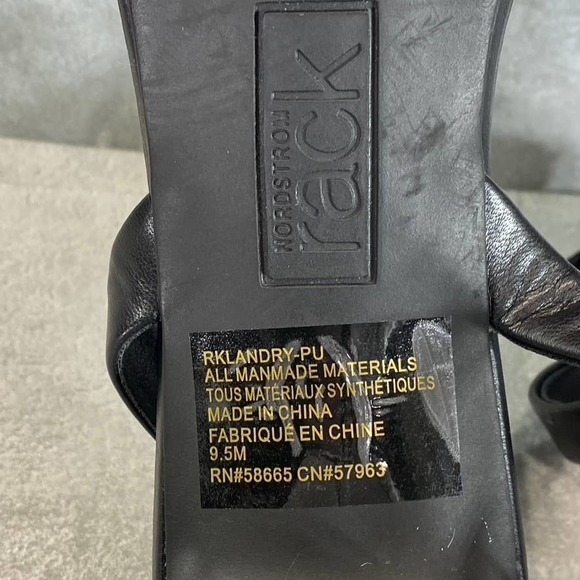 NORDSTROM
rack
RKLANDRY-PU
ALL MANMADE MATERIALS
TOUS MATÉRIAUX SYNTHÉTIQUES
MADE IN CHINA
FABRIQUÉ EN CHINE
9.5M
RN#58665 CN#57963